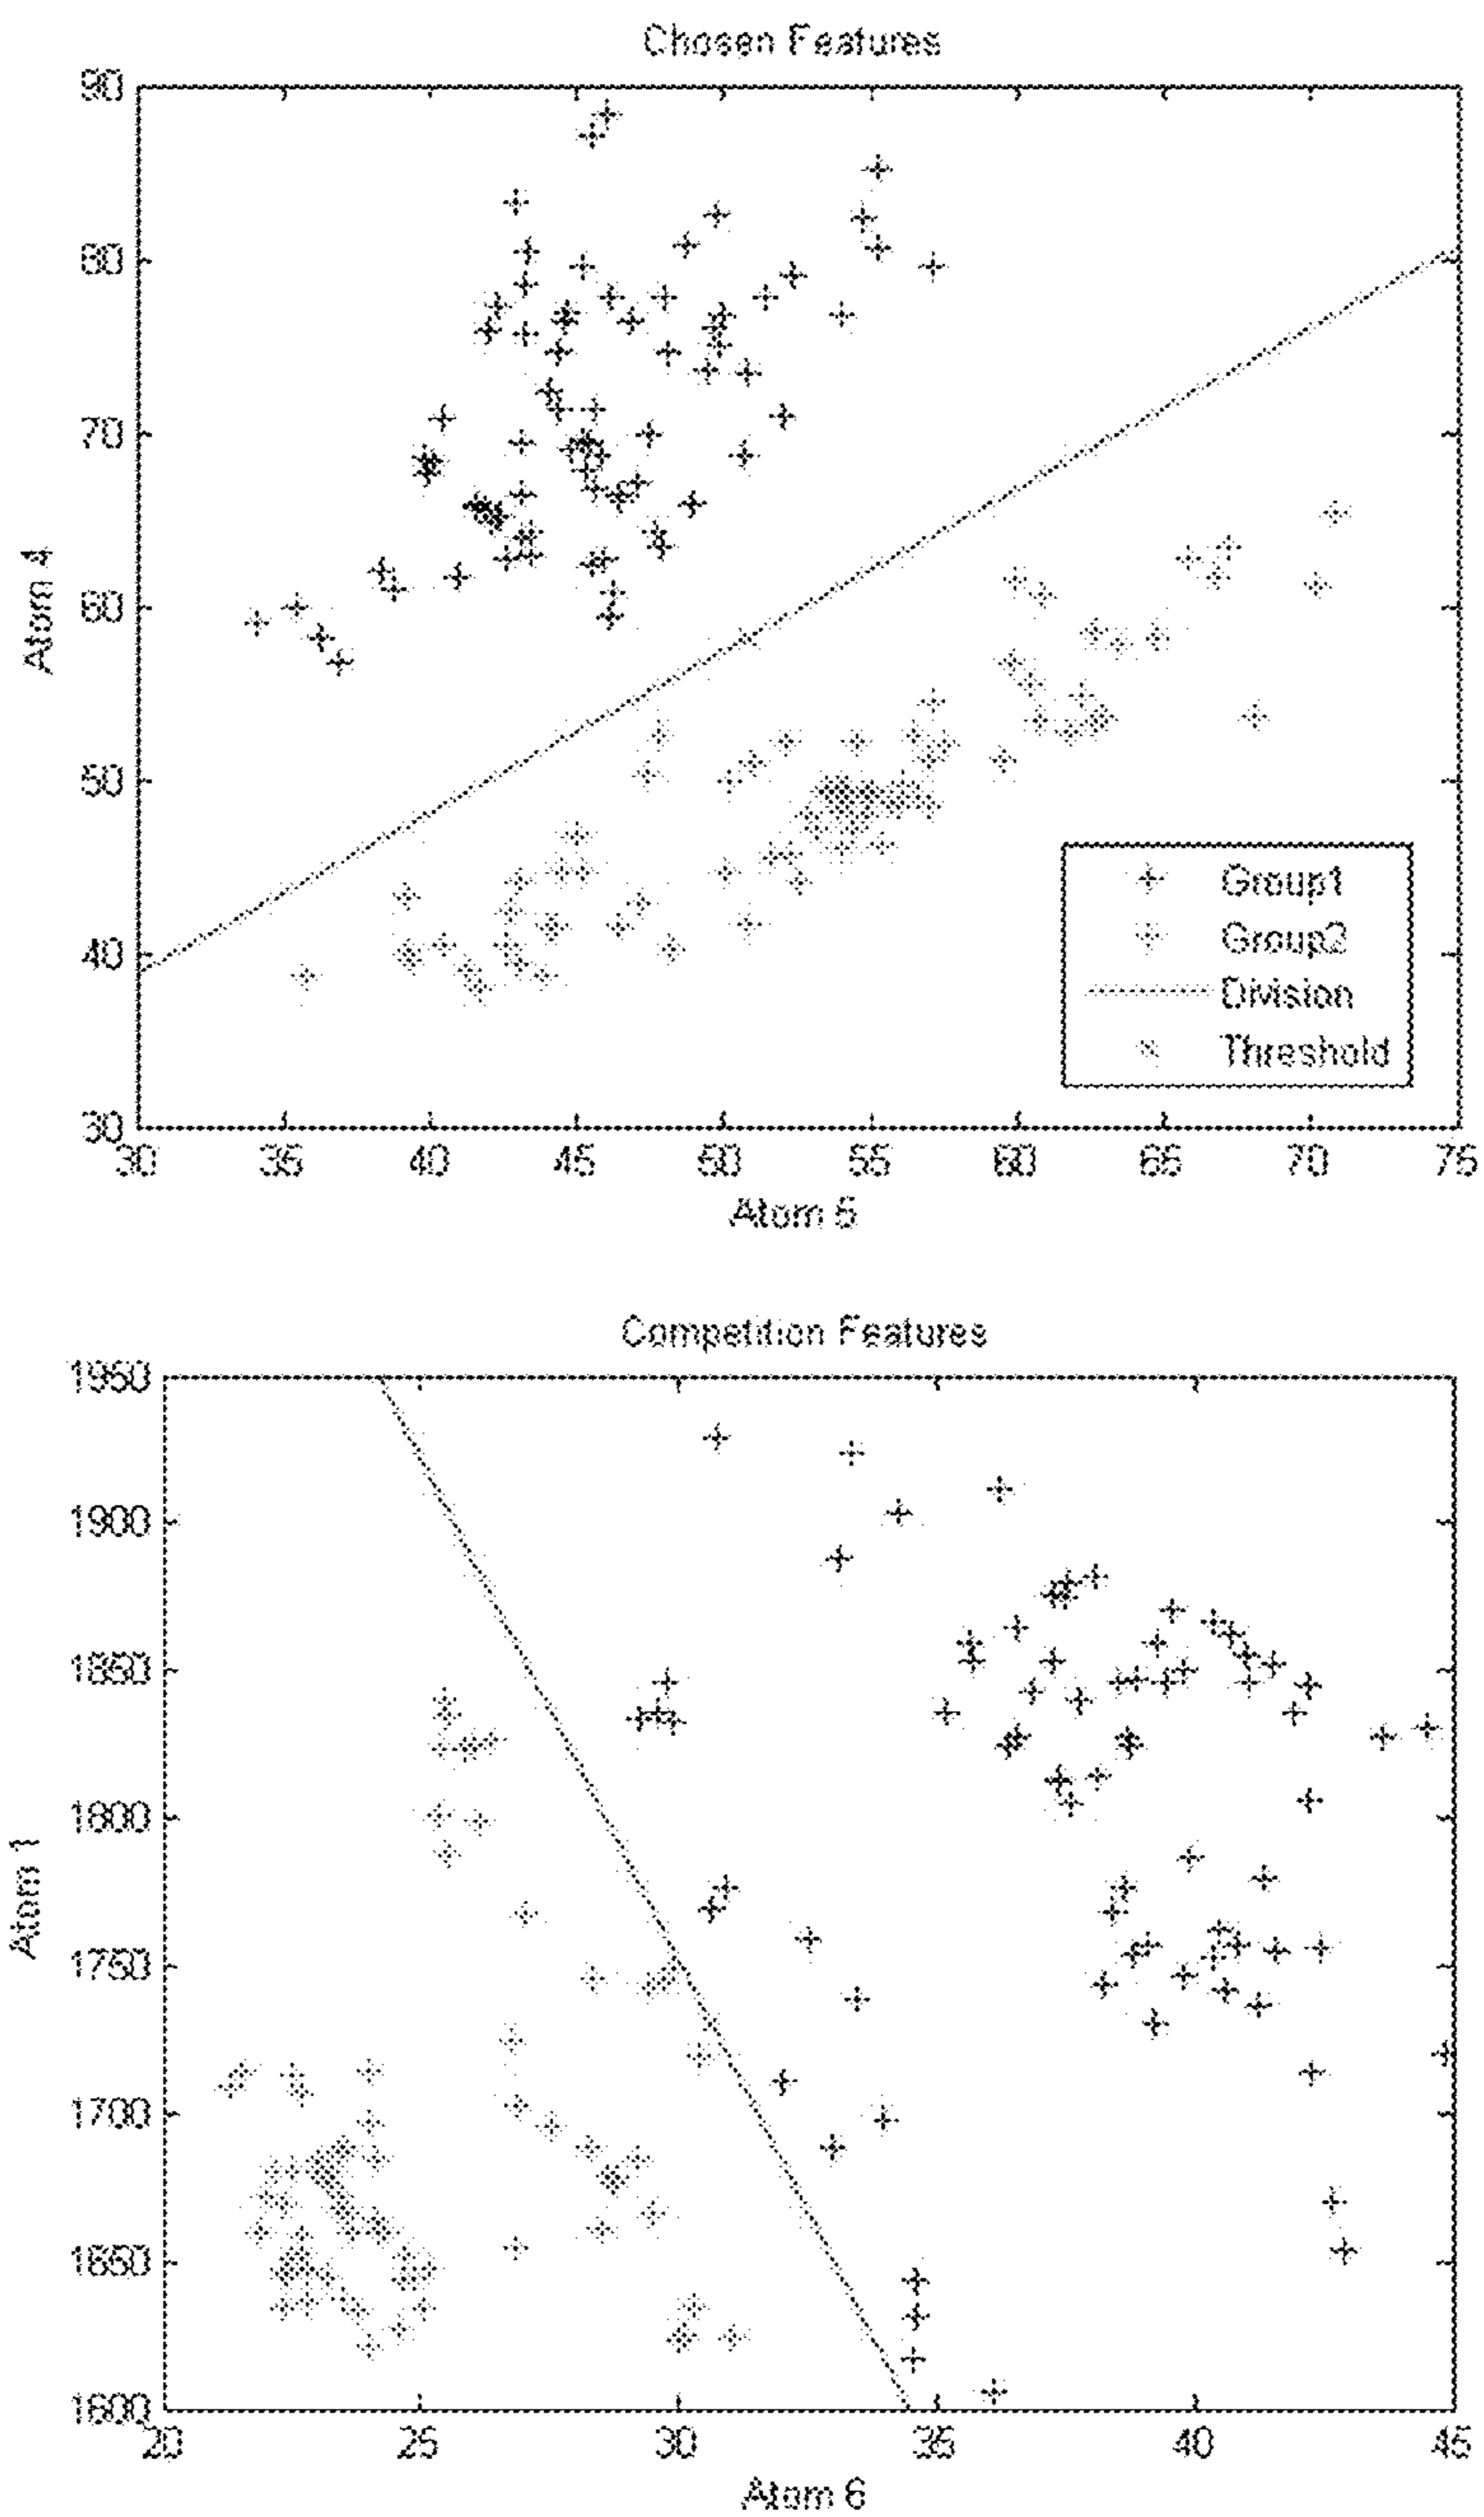 Chosen Features
90
80
70
60
50
40
30
Atom 4
30 35 40 45 50 55 60 65 70 75
Atom 5
Group1
Group2
Division
Threshold
Competition Features
1950
1900
1850
1800
1750
1700
1650
1600
Atom 1
20 25 30 35 40 45
Atom 6